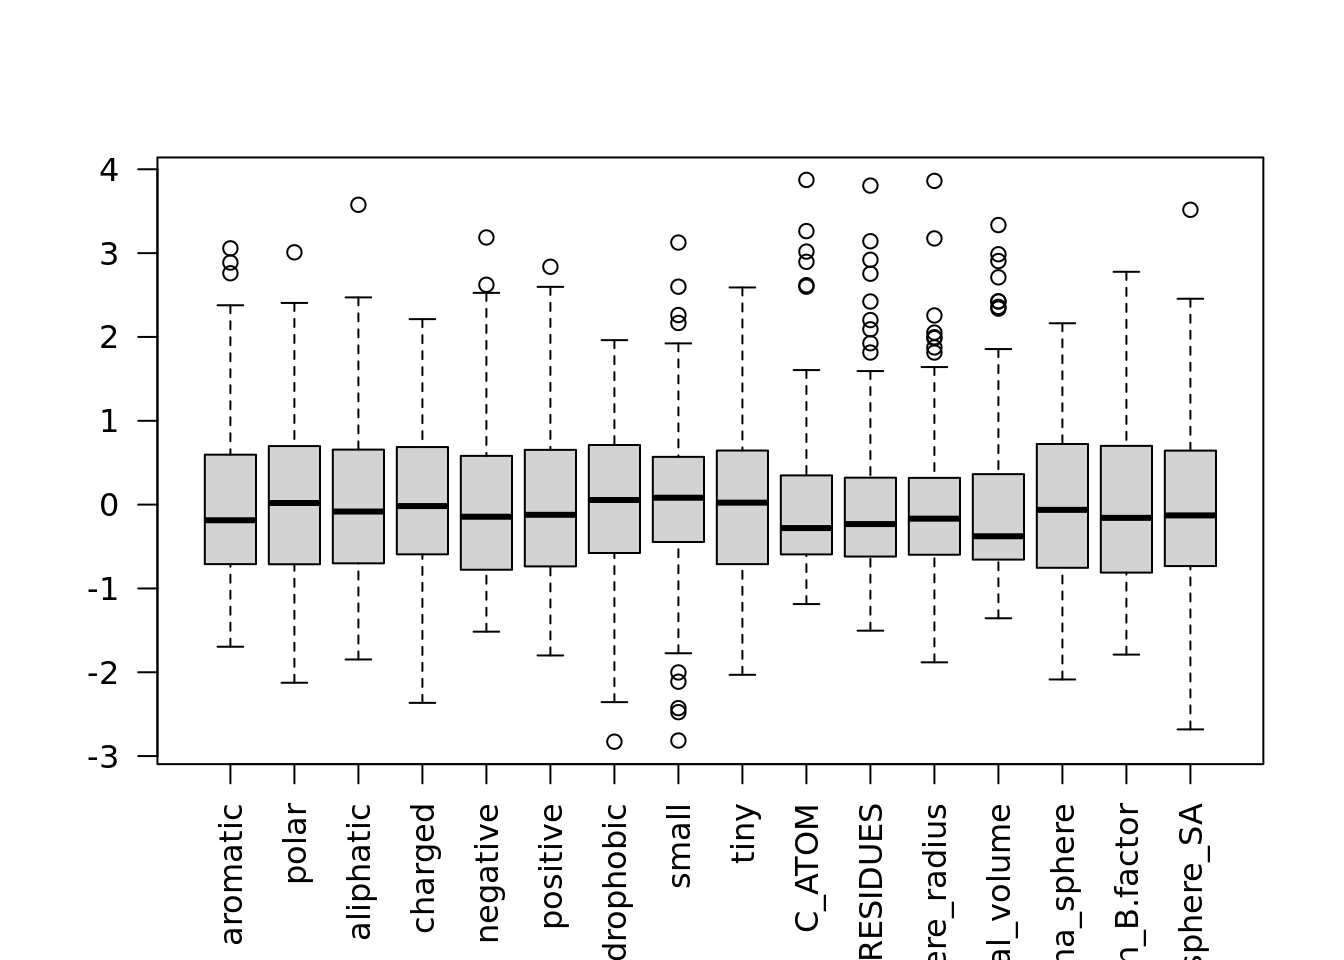 4
3
2
1
0
-1
-2
-3
aromatic
polar
aliphatic
charged
negative
positive
drophobic
small
tiny
C_ATOM
RESIDUES
ere_radius
al_volume
na_sphere
n_B.factor
sphere_SA